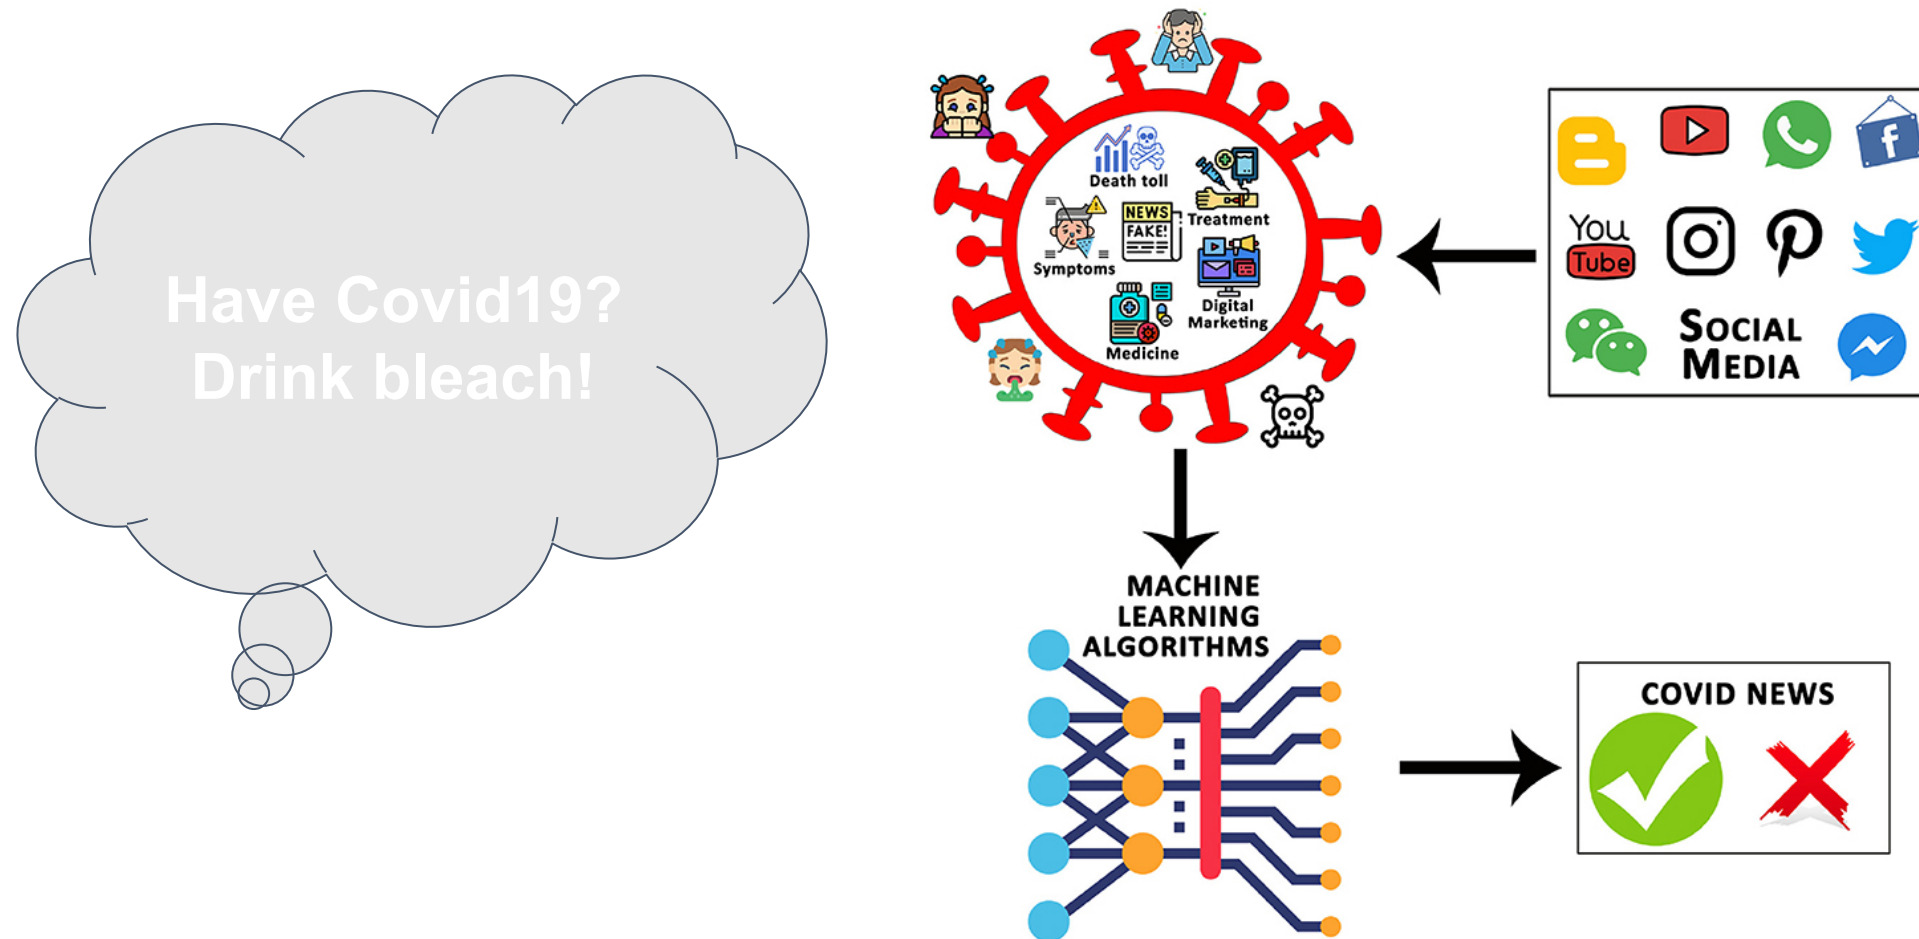 Have Covid19?
Drink bleach!
Death toll
Treatment
NEWS
FAKE!
Symptoms
Digital
Marketing
Medicine
f
You
Tube
SOCIAL
MEDIA
MACHINE
LEARNING
ALGORITHMS
COVID NEWS